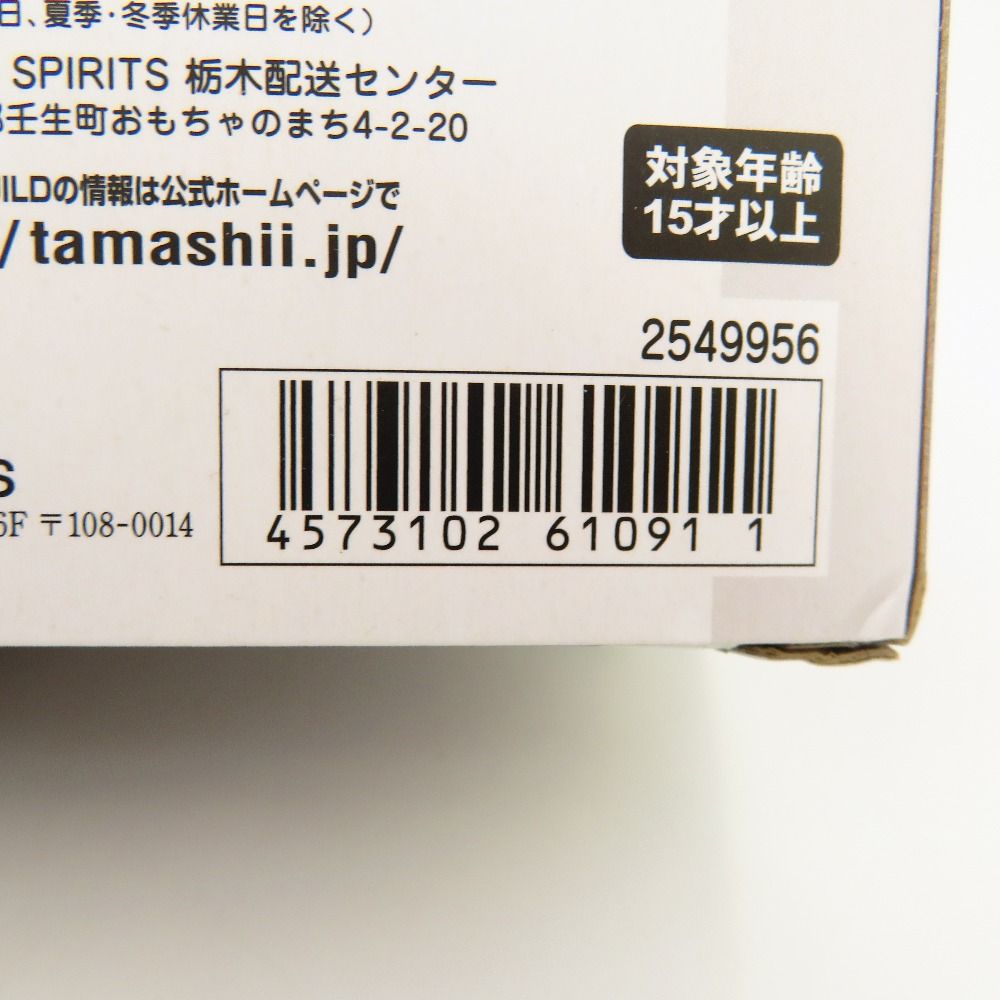 日、夏季・冬季休業日を除く）
SPIRITS 栃木配送センター
壬生町おもちゃのまち4-2-20
ILDの情報は公式ホームページで
/tamashii.jp/
対象年齢
15才以上
2549956
S
6F 〒108-0014
4573102 61091 1